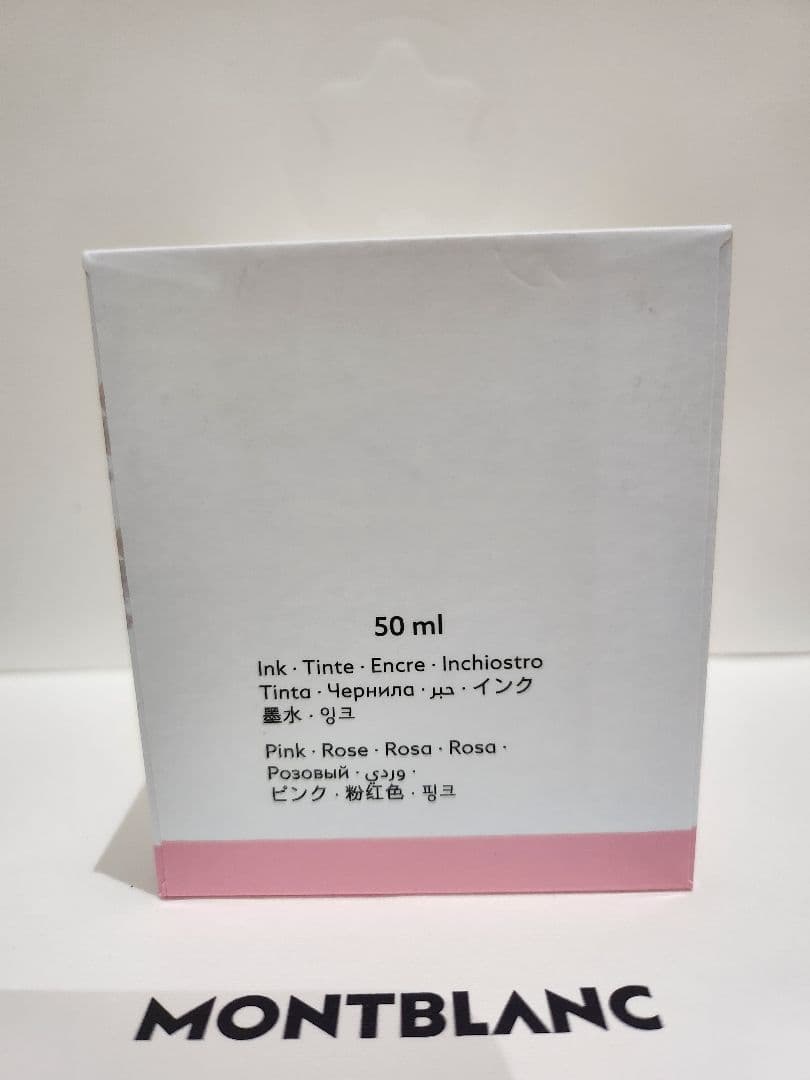 50 ml
Ink · Tinte · Encre · Inchiostro
Tinta · Чернила · حبر · インク
墨水 · 잉크
Pink · Rose · Rosa · Rosa ·
Розовый · وردي ·
ピンク · 粉红色 · 핑크
MONTBLANC